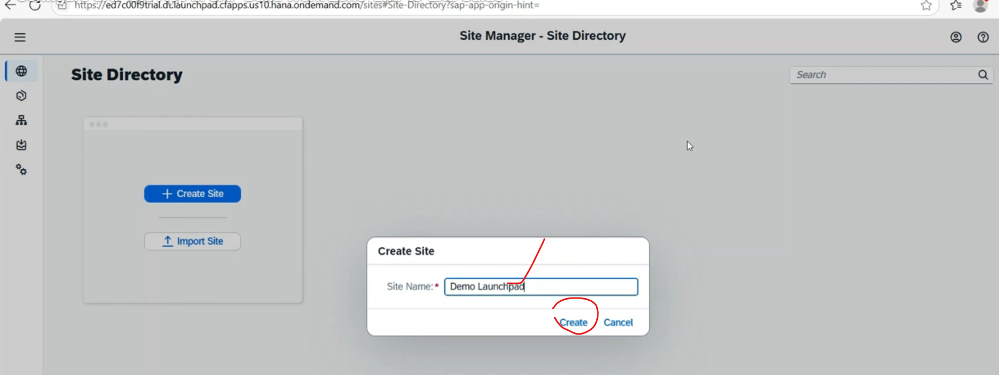 https://ed7c00f9trial.dt.launchpad.cfapps.us10.hana.ondemand.com/sites#Site-Directory?sap-app-origin-hint=
Site Manager - Site Directory
Site Directory
Search
Create Site
Import Site
Create Site
Site Name:* Demo Launchpad
Create Cancel